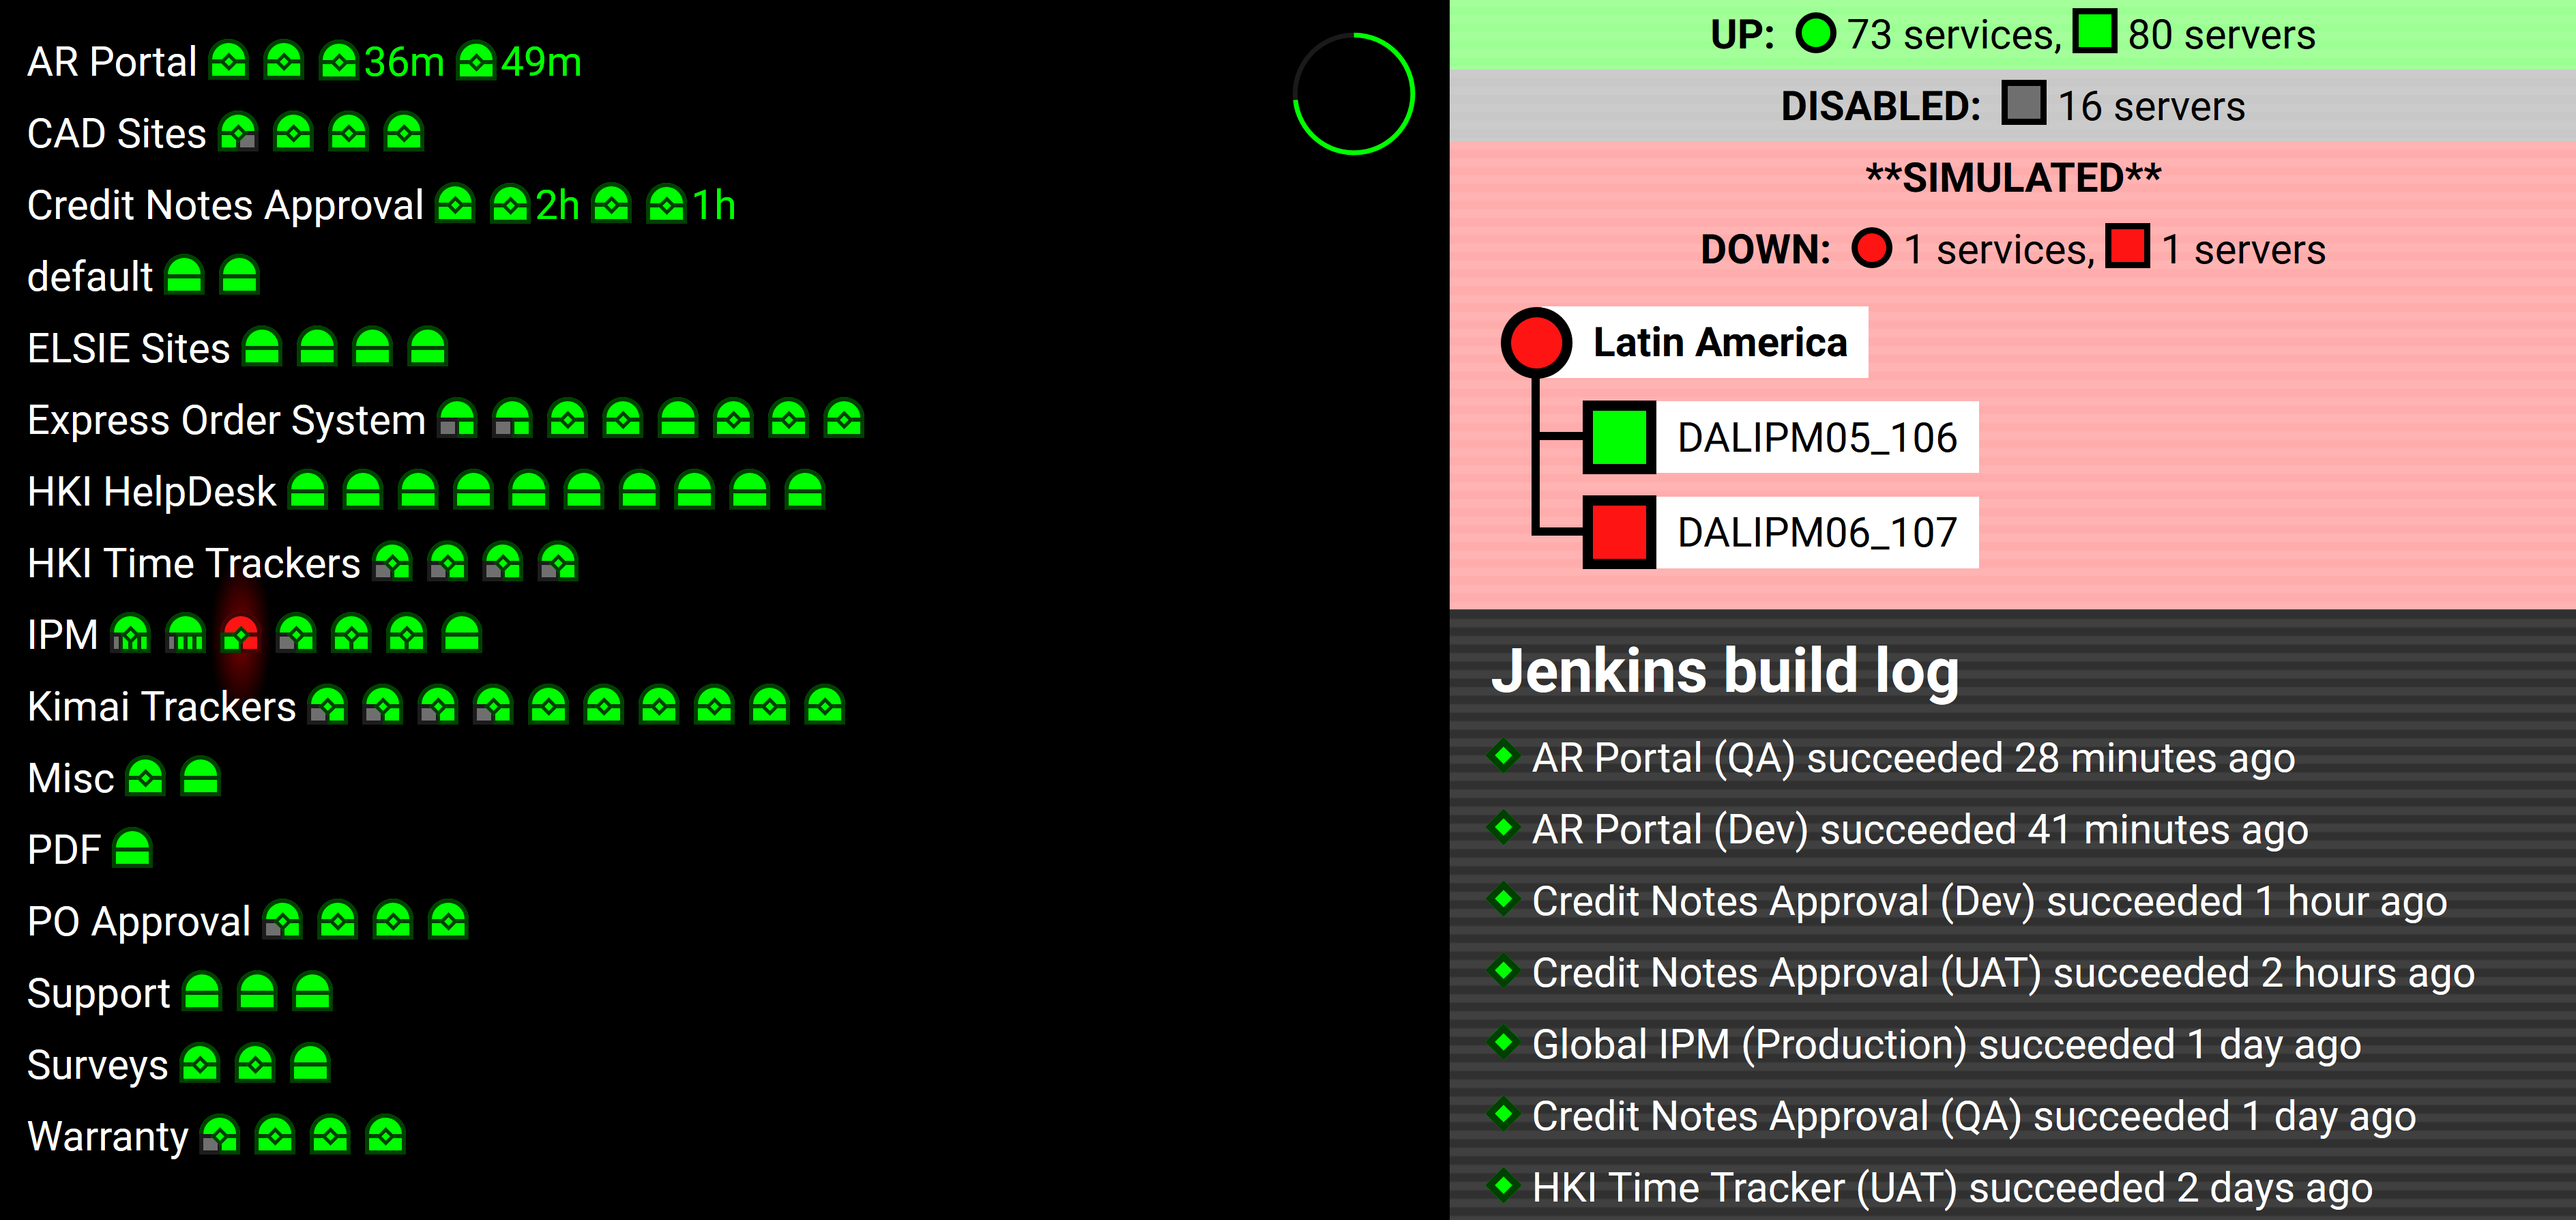 AR Portal 36m 49m
CAD Sites
Credit Notes Approval 2h 1h
default
ELSIE Sites
Express Order System
HKI HelpDesk
HKI Time Trackers
IPM
Kimai Trackers
Misc
PDF
PO Approval
Support
Surveys
Warranty
UP: 73 services, 80 servers
DISABLED: 16 servers
**SIMULATED**
DOWN: 1 services, 1 servers
Latin America
DALIPM05_106
DALIPM06_107
Jenkins build log
AR Portal (QA) succeeded 28 minutes ago
AR Portal (Dev) succeeded 41 minutes ago
Credit Notes Approval (Dev) succeeded 1 hour ago
Credit Notes Approval (UAT) succeeded 2 hours ago
Global IPM (Production) succeeded 1 day ago
Credit Notes Approval (QA) succeeded 1 day ago
HKI Time Tracker (UAT) succeeded 2 days ago